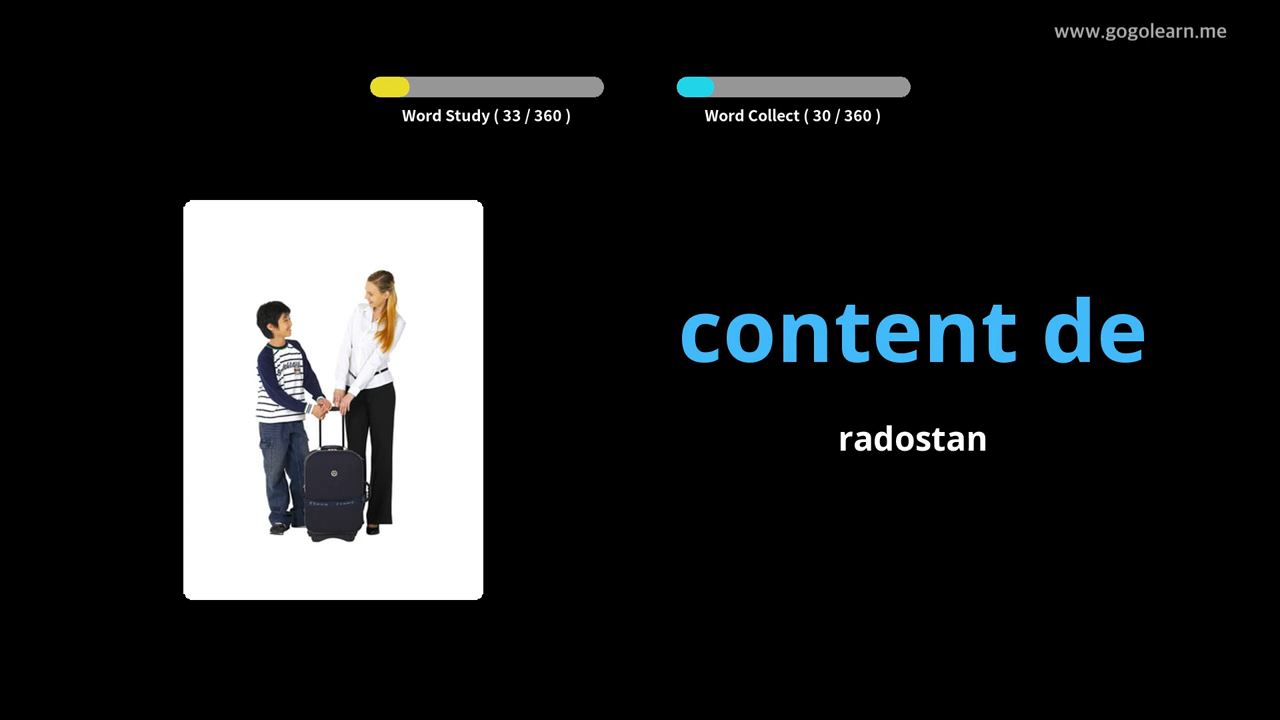 www.gogolearn.me
Word Study ( 33 / 360 )
Word Collect ( 30 / 360 )
content de
radostan